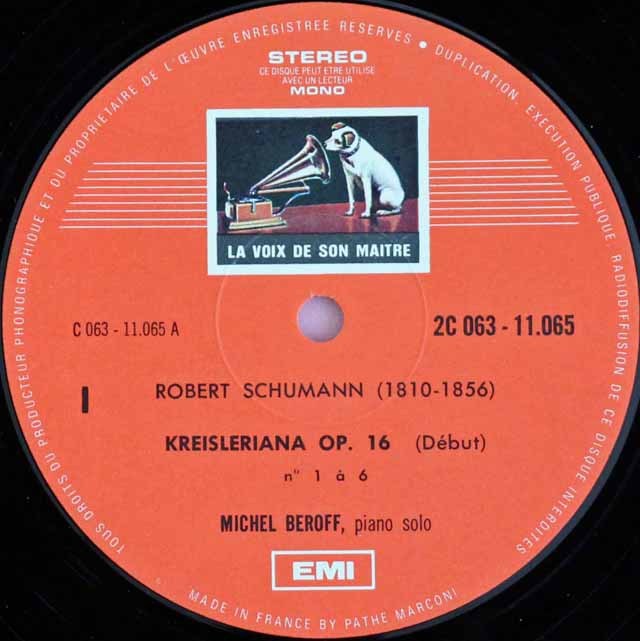 TOUS DROITS DU PRODUCTEUR PHONOGRAPHIQUE ET DU PROPRIETAIRE DE L'ŒUVRE ENREGISTREE RESERVES • DUPLICATION, EXECUTION PUBLIQUE, RADIODIFFUSION DE CE DISQUE INTERDITES
STEREO
CE DISQUE PEUT ETRE UTILISE
AVEC UN LECTEUR
MONO
LA VOIX DE SON MAITRE
C 063 - 11.065 A
2C 063 - 11.065
I
ROBERT SCHUMANN (1810-1856)
KREISLERIANA OP. 16 (Début)
nº 1 à 6
MICHEL BEROFF, piano solo
EMI
MADE IN FRANCE BY PATHE MARCONI